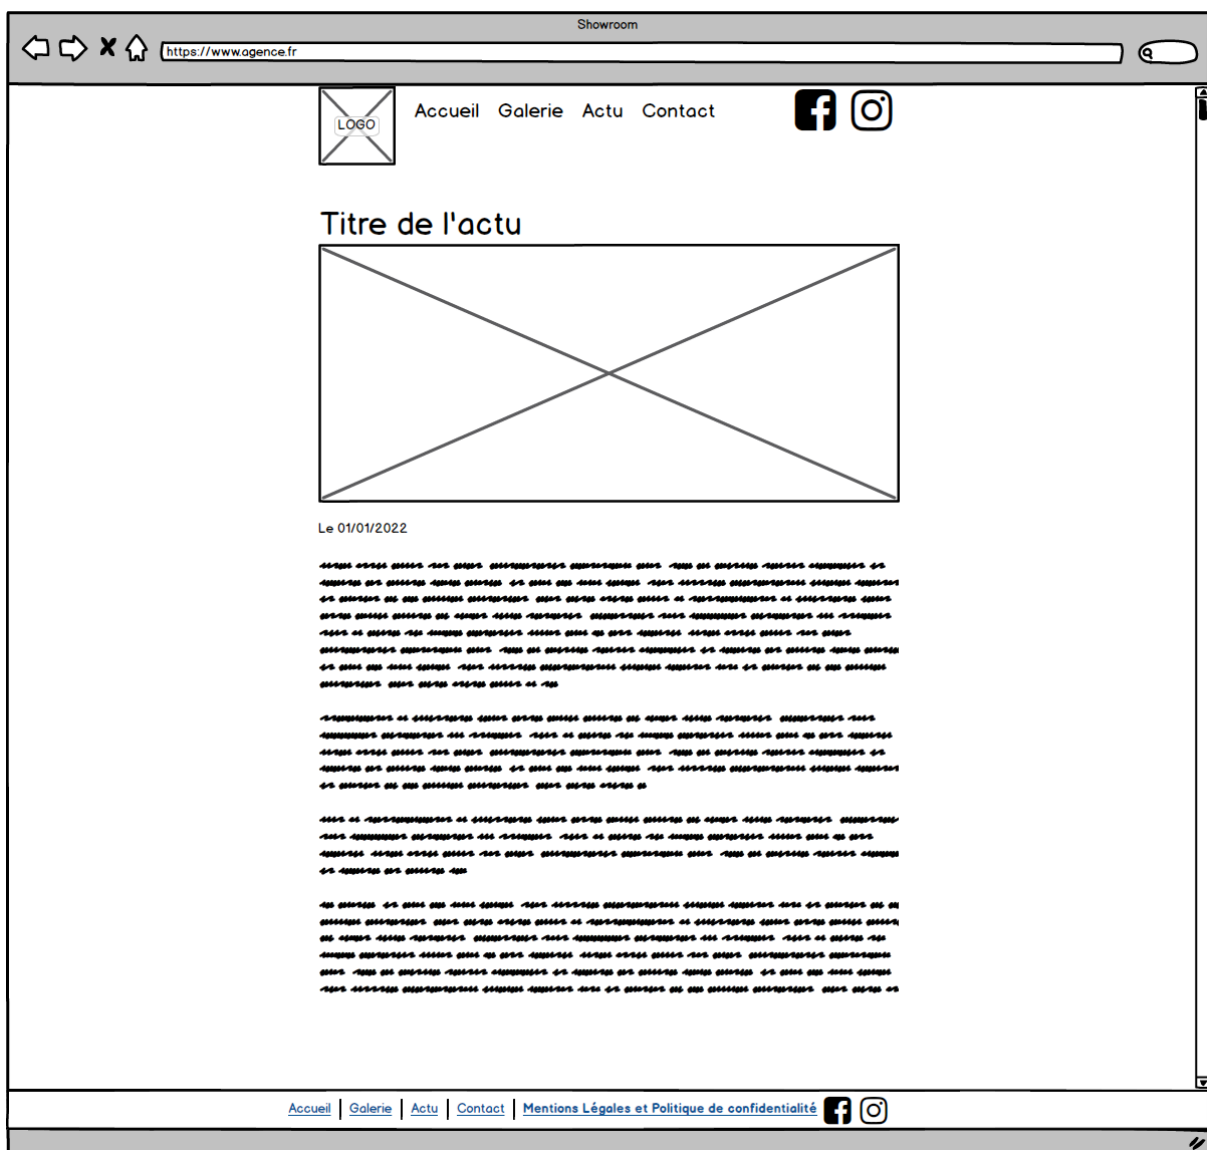 Showroom
https://www.agence.fr
LOGO
Accueil Galerie Actu Contact
Titre de l'actu
Le 01/01/2022
Accueil | Galerie | Actu | Contact | Mentions Légales et Politique de confidentialité